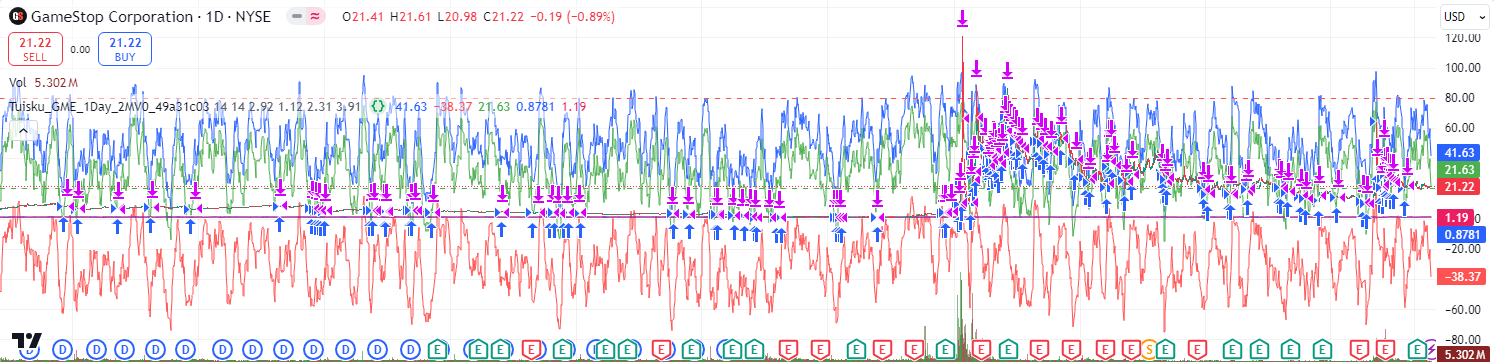 GameStop Corporation · 1D · NYSE O21.41 H21.61 L20.98 C21.22 −0.19 (−0.89%)
USD
21.22 SELL
0.00
21.22 BUY
Vol 5.302M
Tuisku_GME_1Day_2MV0_49a31c03 14 14 2.92 1.12 2.31 3.91 {} 41.63 −38.37 21.63 0.8781 1.19
120.00
100.00
80.00
60.00
41.63
21.63
21.22
1.19
0.8781
−20.00
−38.37
−60.00
−80.00
5.302M
D D D D D D D D D D D D D E E E E E E E E E E E E E E E E E E E E E E E S E E E E E E E E